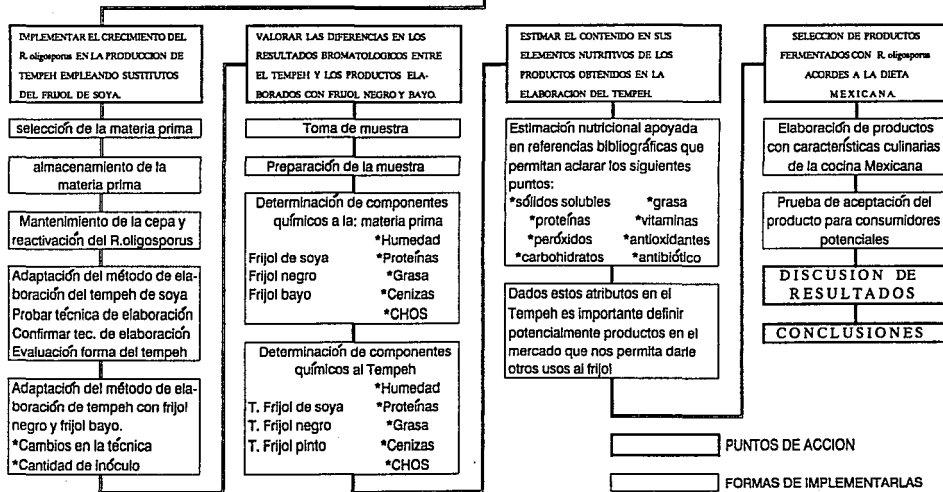 IMPLEMENTAR EL CRECIMIENTO DEL
R. oligosporus EN LA PRODUCCION DE
TEMPEH EMPLEANDO SUSTITUTOS
DEL FRIJOL DE SOYA.
selección de la materia prima
almacenamiento de la
materia prima
Mantenimiento de la cepa y
reactivación del R.oligosporus
Adaptación del método de ela-
boración del tempeh de soya
Probar técnica de elaboración
Confirmar tec. de elaboración
Evaluación forma del tempeh
Adaptación del método de ela-
boración de tempeh con frijol
negro y frijol bayo.
*Cambios en la técnica
*Cantidad de inóculo
VALORAR LAS DIFERENCIAS EN LOS
RESULTADOS BROMATOLOGICOS ENTRE
EL TEMPEH Y LOS PRODUCTOS ELA-
BORADOS CON FRIJOL NEGRO Y BAYO.
Toma de muestra
Preparación de la muestra
Determinación de componentes
químicos a la: materia prima
*Humedad
Frijol de soya *Proteínas
Frijol negro *Grasa
Frijol bayo *Cenizas
*CHOS
Determinación de componentes
químicos al Tempeh
*Humedad
T. Frijol de soya *Proteínas
T. Frijol negro *Grasa
T. Frijol pinto *Cenizas
*CHOS
ESTIMAR EL CONTENIDO EN SUS
ELEMENTOS NUTRITIVOS DE LOS
PRODUCTOS OBTENIDOS EN LA
ELABORACION DEL TEMPEH.
Estimación nutricional apoyada
en referencias bibliográficas que
permitan aclarar los siguientes
puntos:
*sólidos solubles *grasa
*proteínas *vitaminas
*peróxidos *antioxidantes
*carbohidratos *antibiótico
Dados estos atributos en el
Tempeh es importante definir
potencialmente productos en el
mercado que nos permita darle
otros usos al frijol
SELECCION DE PRODUCTOS
FERMENTADOS CON R. oligosporus
ACORDES A LA DIETA
MEXICANA.
Elaboración de productos
con características culinarias
de la cocina Mexicana
Prueba de aceptación del
producto para consumidores
potenciales
DISCUSION DE
RESULTADOS
CONCLUSIONES
PUNTOS DE ACCION
FORMAS DE IMPLEMENTARLAS